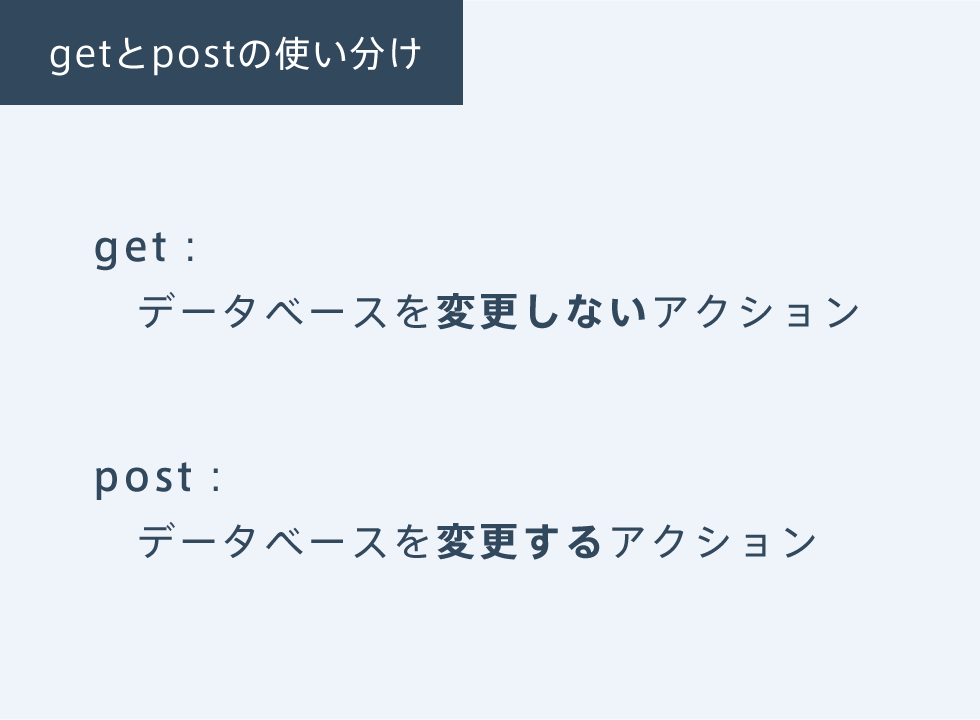 getとpostの使い分け
get：
データベースを変更しないアクション
post：
データベースを変更するアクション